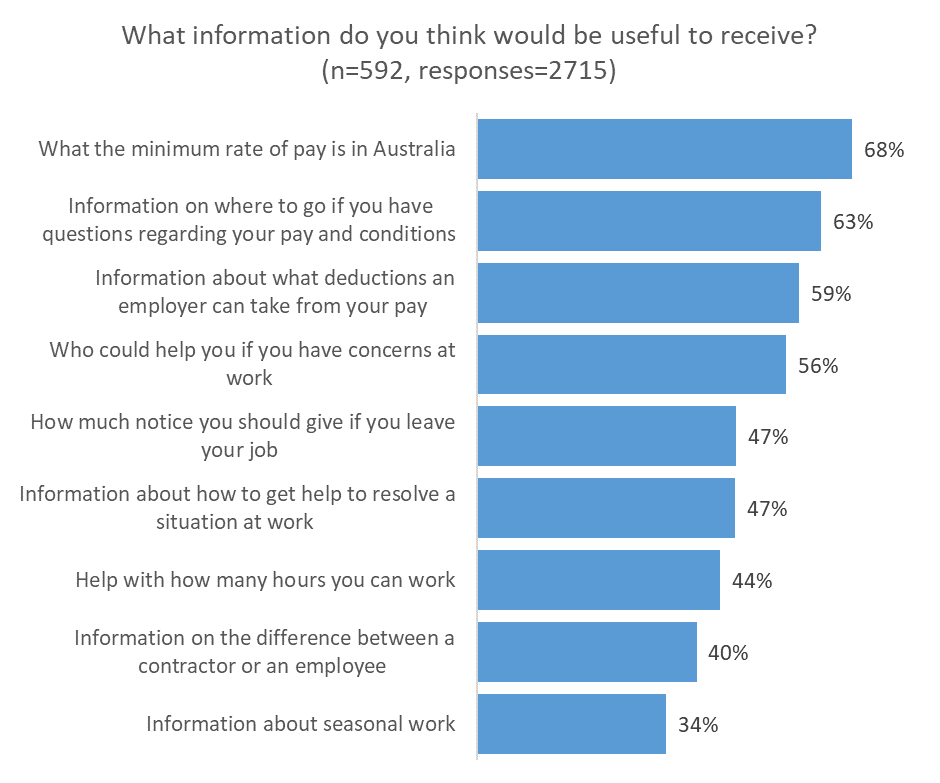 What information do you think would be useful to receive?
(n=592, responses=2715)
What the minimum rate of pay is in Australia
68%
Information on where to go if you have
questions regarding your pay and conditions
63%
Information about what deductions an
employer can take from your pay
59%
Who could help you if you have concerns at
work
56%
How much notice you should give if you leave
your job
47%
Information about how to get help to resolve a
situation at work
47%
Help with how many hours you can work
44%
Information on the difference between a
contractor or an employee
40%
Information about seasonal work
34%